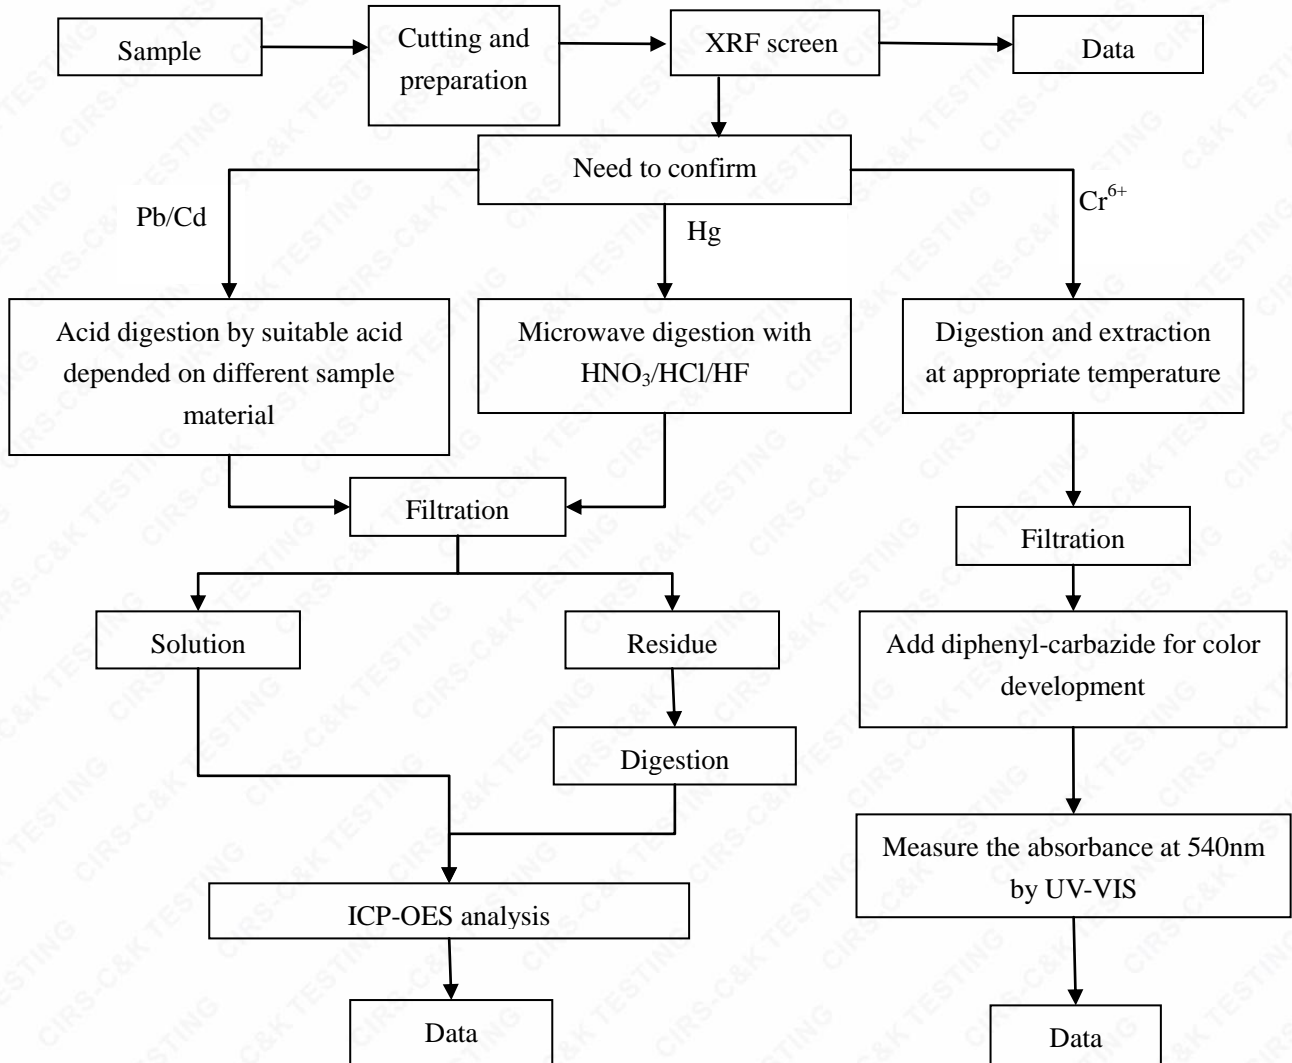 Sample
Cutting and
preparation
XRF screen
Data
Need to confirm
Pb/Cd
Hg
Cr⁶⁺
Acid digestion by suitable acid
depended on different sample
material
Microwave digestion with
HNO₃/HCl/HF
Digestion and extraction
at appropriate temperature
Filtration
Filtration
Solution
Residue
Add diphenyl-carbazide for color
development
Digestion
Measure the absorbance at 540nm
by UV-VIS
ICP-OES analysis
Data
Data
CIRS-C&K TESTING